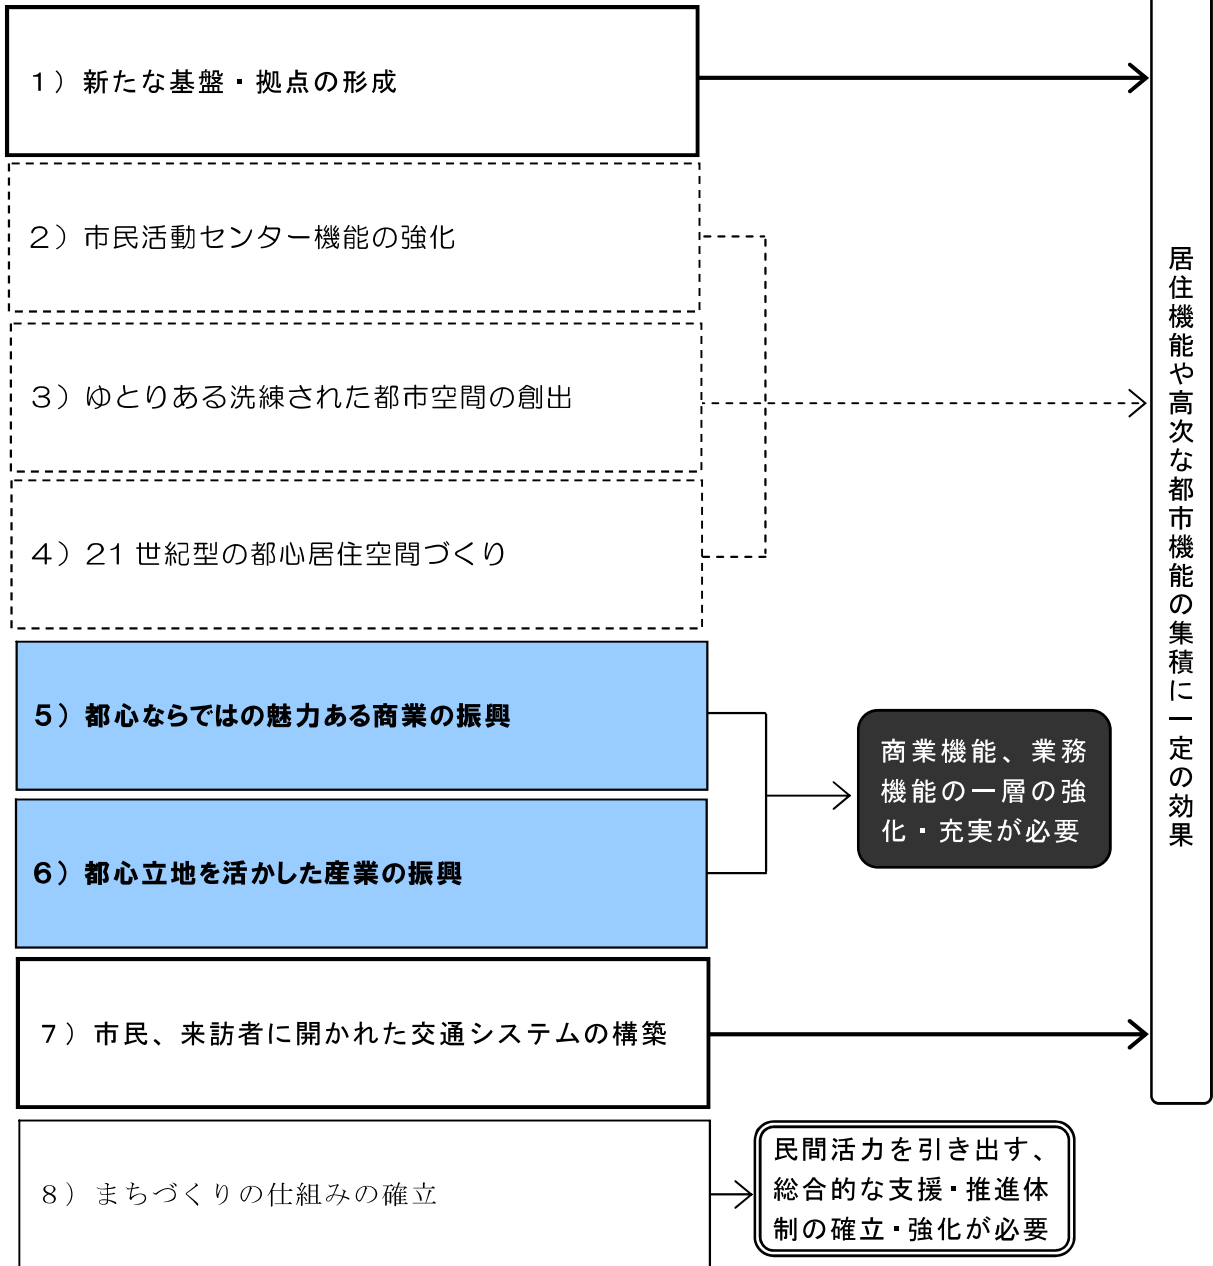 1）新たな基盤・拠点の形成
2）市民活動センター機能の強化
3）ゆとりある洗練された都市空間の創出
4）21世紀型の都心居住空間づくり
5）都心ならではの魅力ある商業の振興
6）都心立地を活かした産業の振興
7）市民、来訪者に開かれた交通システムの構築
8）まちづくりの仕組みの確立
商業機能、業務
機能の一層の強
化・充実が必要
民間活力を引き出す、
総合的な支援・推進体
制の確立・強化が必要
居住機能や高次な都市機能の集積に一定の効果